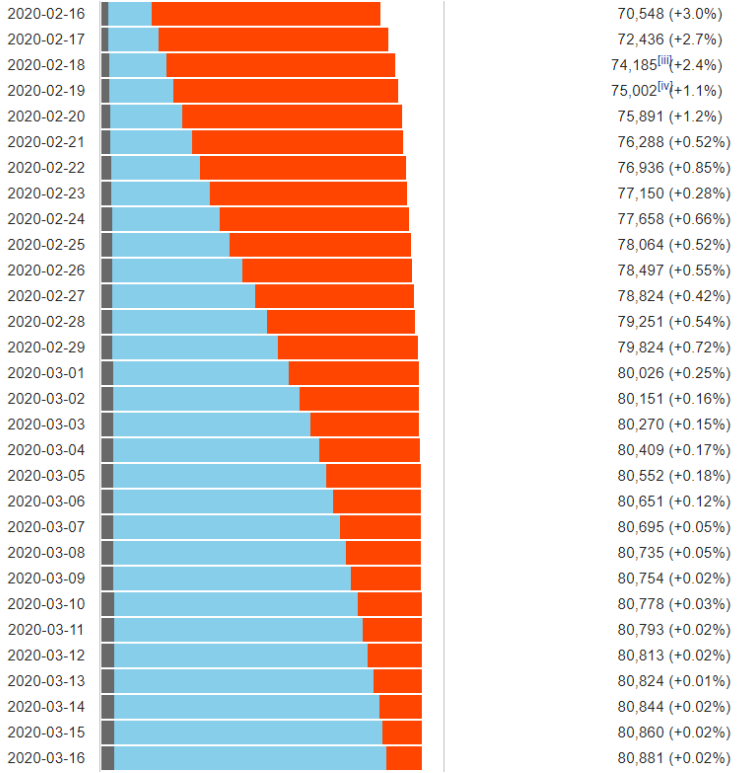 2020-02-16 70,548 (+3.0%)
2020-02-17 72,436 (+2.7%)
2020-02-18 74,185[iii](+2.4%)
2020-02-19 75,002[iv](+1.1%)
2020-02-20 75,891 (+1.2%)
2020-02-21 76,288 (+0.52%)
2020-02-22 76,936 (+0.85%)
2020-02-23 77,150 (+0.28%)
2020-02-24 77,658 (+0.66%)
2020-02-25 78,064 (+0.52%)
2020-02-26 78,497 (+0.55%)
2020-02-27 78,824 (+0.42%)
2020-02-28 79,251 (+0.54%)
2020-02-29 79,824 (+0.72%)
2020-03-01 80,026 (+0.25%)
2020-03-02 80,151 (+0.16%)
2020-03-03 80,270 (+0.15%)
2020-03-04 80,409 (+0.17%)
2020-03-05 80,552 (+0.18%)
2020-03-06 80,651 (+0.12%)
2020-03-07 80,695 (+0.05%)
2020-03-08 80,735 (+0.05%)
2020-03-09 80,754 (+0.02%)
2020-03-10 80,778 (+0.03%)
2020-03-11 80,793 (+0.02%)
2020-03-12 80,813 (+0.02%)
2020-03-13 80,824 (+0.01%)
2020-03-14 80,844 (+0.02%)
2020-03-15 80,860 (+0.02%)
2020-03-16 80,881 (+0.02%)